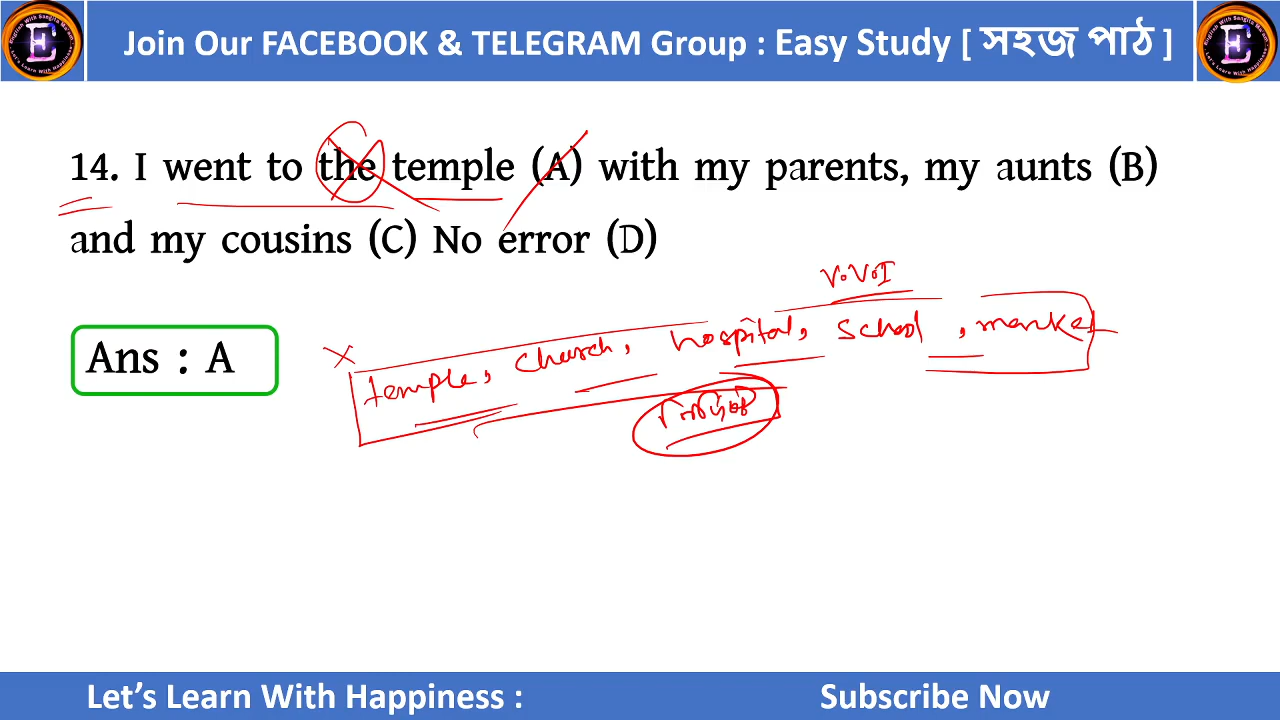 Join Our FACEBOOK & TELEGRAM Group : Easy Study [ সহজ পাঠ ]
14. I went to the temple (A) with my parents, my aunts (B)
and my cousins (C) No error (D)
V.V.I
Ans : A
temple, church, hospital, school, market
Let's Learn With Happiness :
Subscribe Now